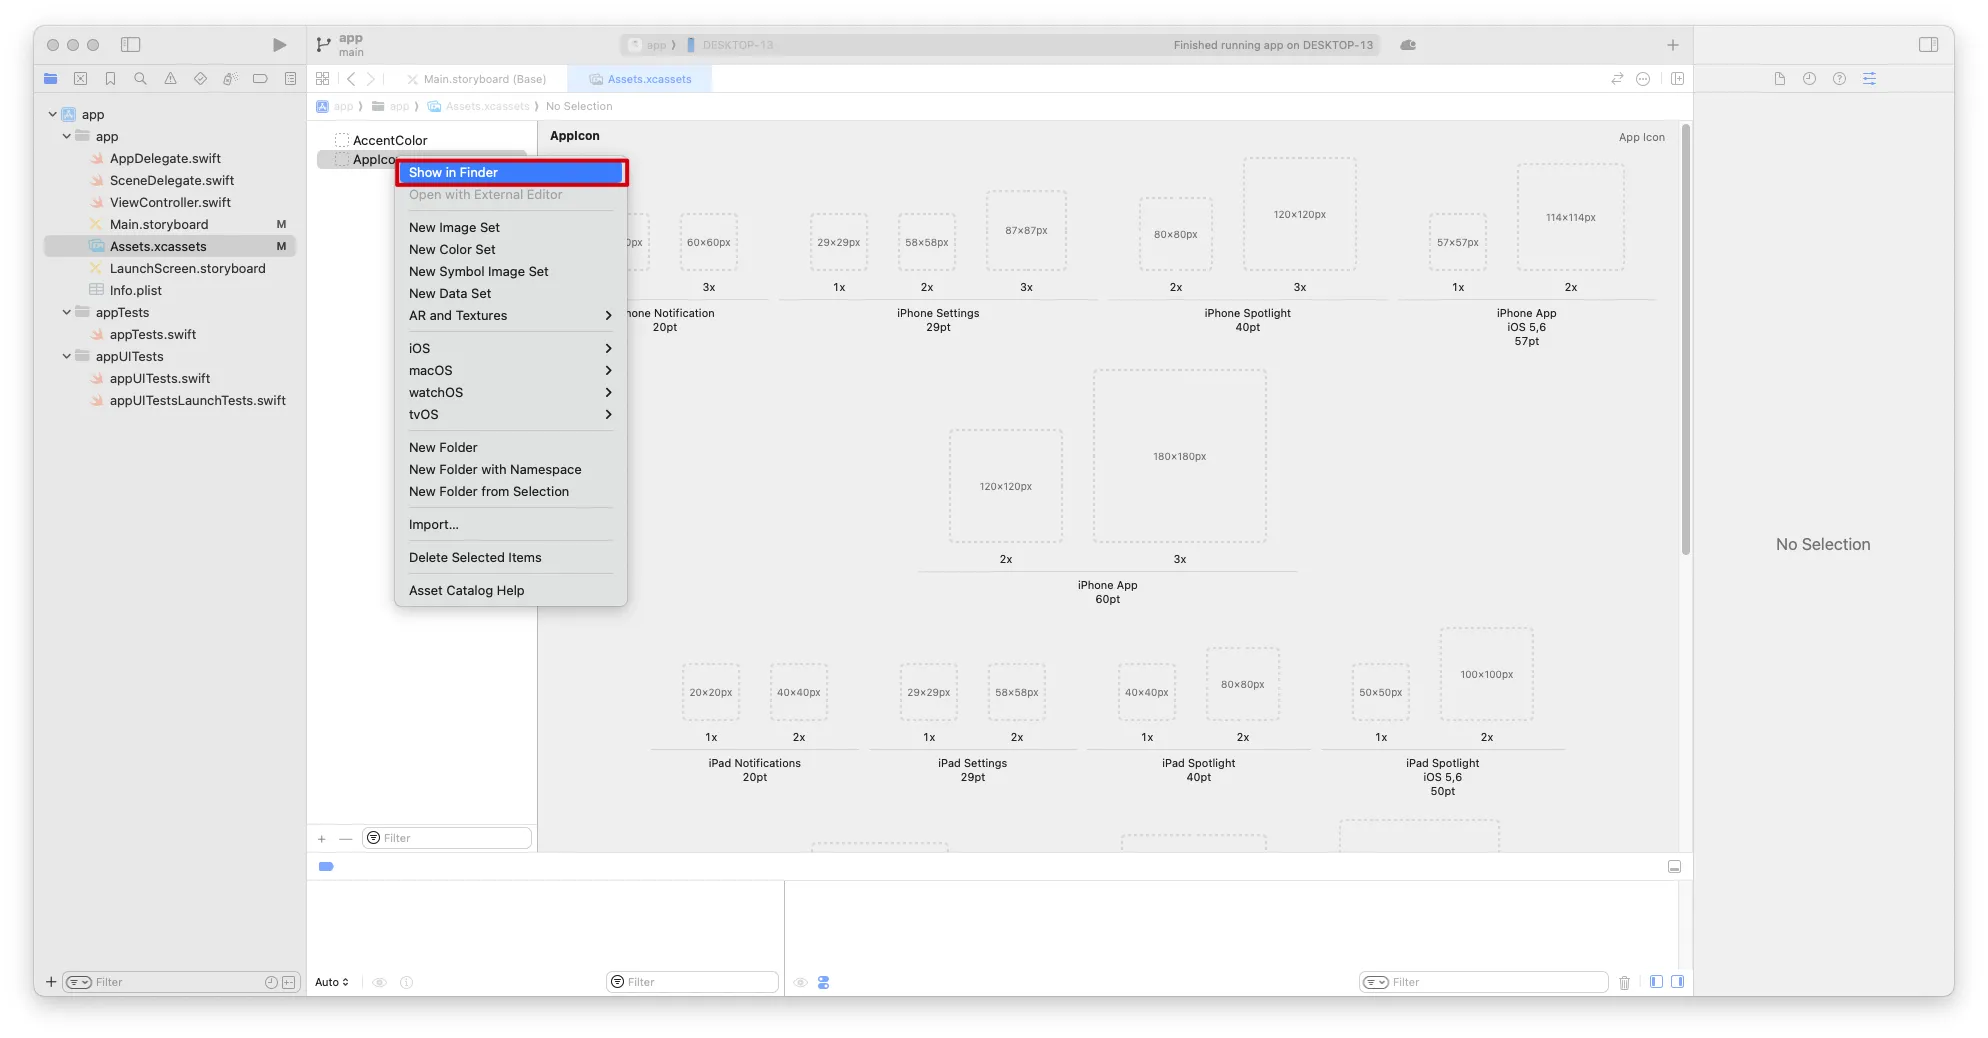 app
main
app
DESKTOP-13
Finished running app on DESKTOP-13
Main.storyboard (Base)
Assets.xcassets
app
app
Assets.xcassets
No Selection
app
app
AppDelegate.swift
SceneDelegate.swift
ViewController.swift
Main.storyboard M
Assets.xcassets M
LaunchScreen.storyboard
Info.plist
appTests
appTests.swift
appUITests
appUITests.swift
appUITestsLaunchTests.swift
AccentColor
Show in Finder
Open with External Editor
New Image Set
New Color Set
New Symbol Image Set
New Data Set
AR and Textures
iOS
macOS
watchOS
tvOS
New Folder
New Folder with Namespace
New Folder from Selection
Import...
Delete Selected Items
Asset Catalog Help
AppIcon
App Icon
60×60px
29×29px
58×58px
87×87px
80×80px
120×120px
57×57px
114×114px
3x
1x
2x
3x
2x
3x
1x
2x
Notification
20pt
iPhone Settings
29pt
iPhone Spotlight
40pt
iPhone App
iOS 5,6
57pt
120×120px
180×180px
2x
3x
iPhone App
60pt
20×20px
40×40px
29×29px
58×58px
40×40px
80×80px
50×50px
100×100px
1x
2x
1x
2x
1x
2x
1x
2x
iPad Notifications
20pt
iPad Settings
29pt
iPad Spotlight
40pt
iPad Spotlight
iOS 5,6
50pt
No Selection
Filter
Filter
Auto
Filter
Filter